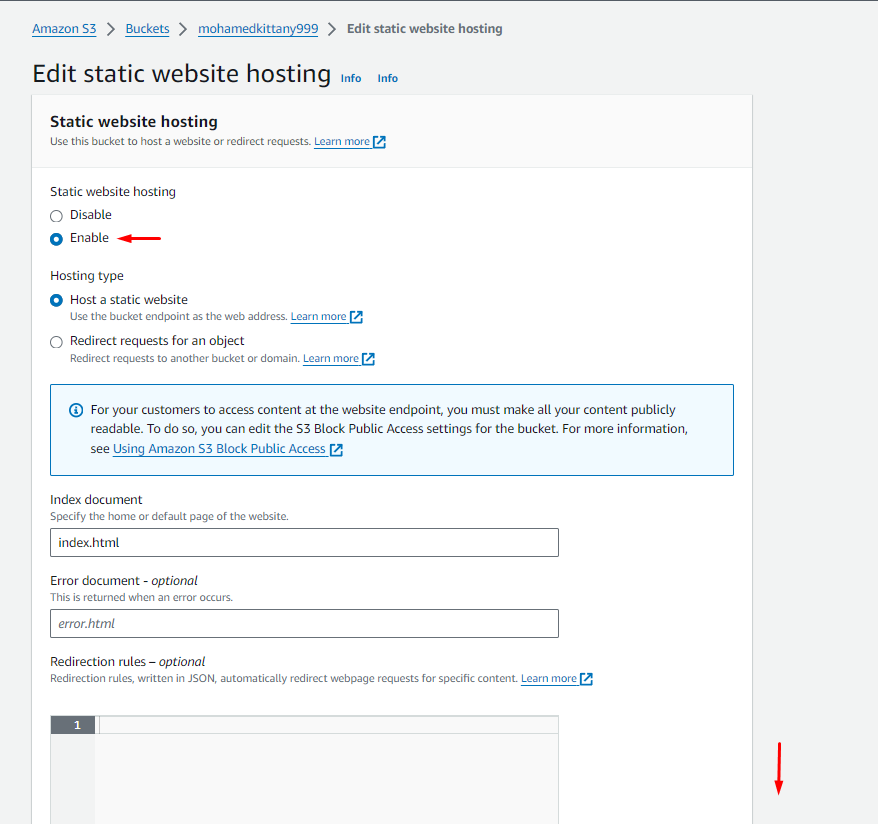 Amazon S3 > Buckets > mohamedkittany999 > Edit static website hosting
Edit static website hosting Info Info
Static website hosting
Use this bucket to host a website or redirect requests. Learn more
Static website hosting
Disable
Enable
Hosting type
Host a static website
Use the bucket endpoint as the web address. Learn more
Redirect requests for an object
Redirect requests to another bucket or domain. Learn more
For your customers to access content at the website endpoint, you must make all your content publicly
readable. To do so, you can edit the S3 Block Public Access settings for the bucket. For more information,
see Using Amazon S3 Block Public Access
Index document
Specify the home or default page of the website.
index.html
Error document - optional
This is returned when an error occurs.
error.html
Redirection rules – optional
Redirection rules, written in JSON, automatically redirect webpage requests for specific content. Learn more
1